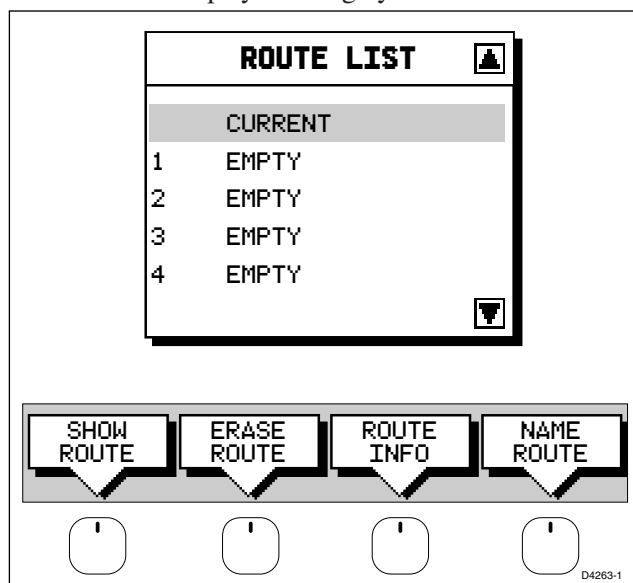 ROUTE LIST
CURRENT
1 EMPTY
2 EMPTY
3 EMPTY
4 EMPTY
SHOW ROUTE
ERASE ROUTE
ROUTE INFO
NAME ROUTE
D4263-1